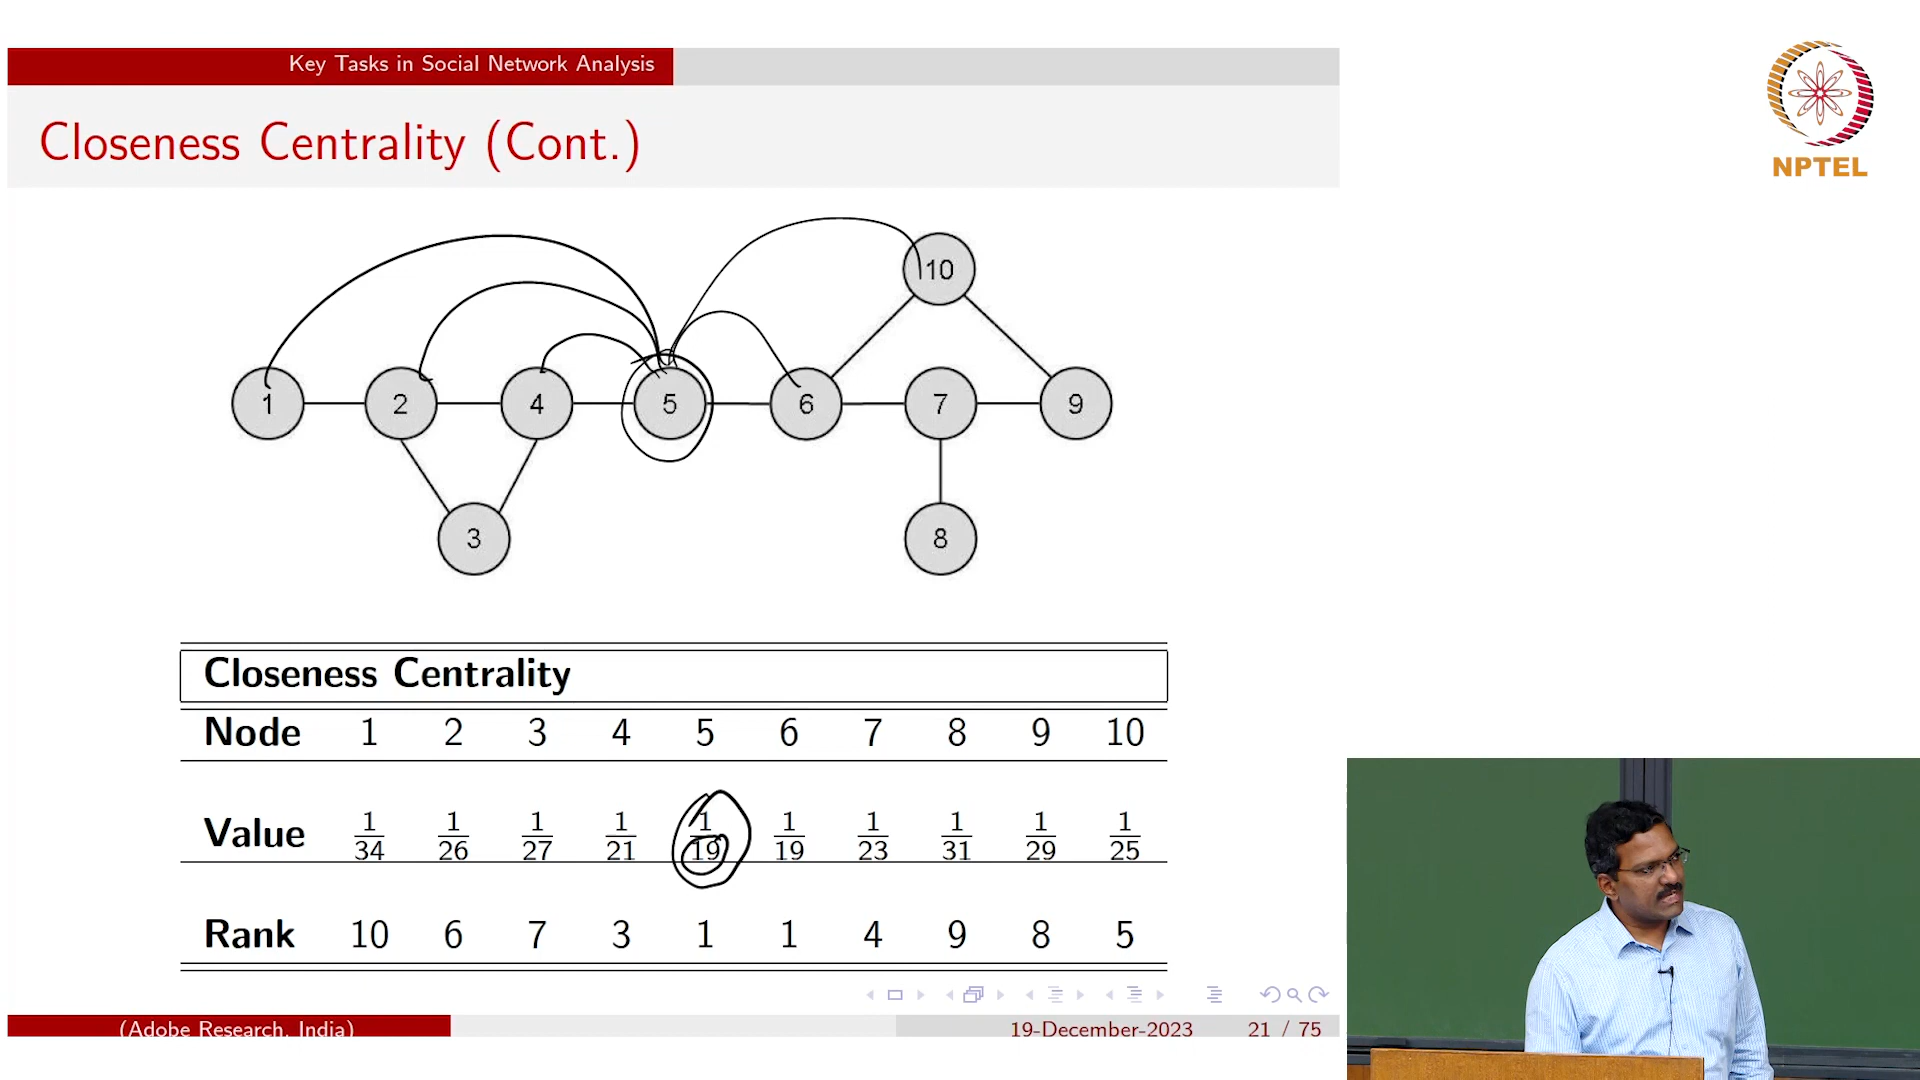 Key Tasks in Social Network Analysis
Closeness Centrality (Cont.)
NPTEL
10
1 2 4 5 6 7 9
3 8
Closeness Centrality
Node 1 2 3 4 5 6 7 8 9 10
Value 1/34 1/26 1/27 1/21 1/19 1/19 1/23 1/31 1/29 1/25
Rank 10 6 7 3 1 1 4 9 8 5
(Adobe Research, India) 19-December-2023 21 / 75